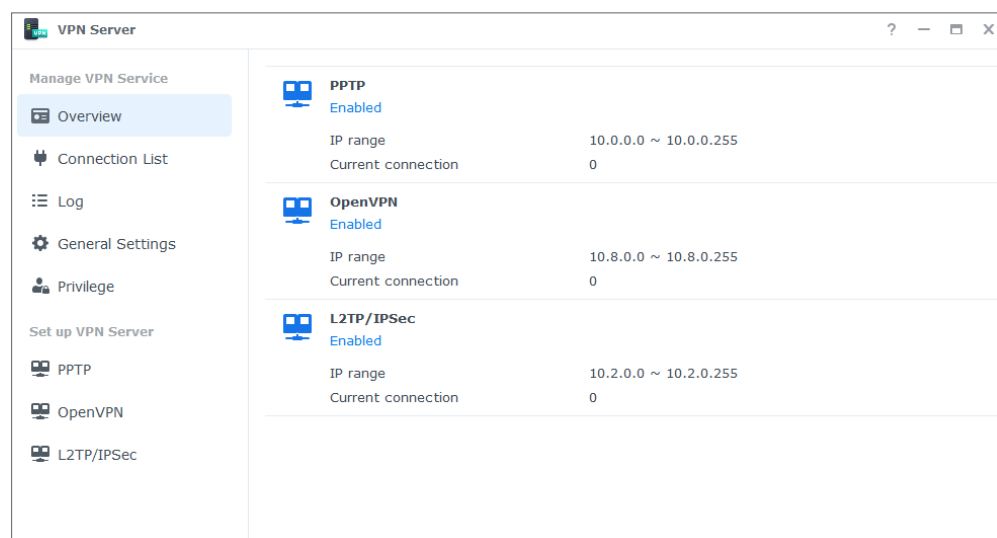 VPN Server
Manage VPN Service
Overview
Connection List
Log
General Settings
Privilege
Set up VPN Server
PPTP
OpenVPN
L2TP/IPSec
PPTP
Enabled
IP range 10.0.0.0 ~ 10.0.0.255
Current connection 0
OpenVPN
Enabled
IP range 10.8.0.0 ~ 10.8.0.255
Current connection 0
L2TP/IPSec
Enabled
IP range 10.2.0.0 ~ 10.2.0.255
Current connection 0